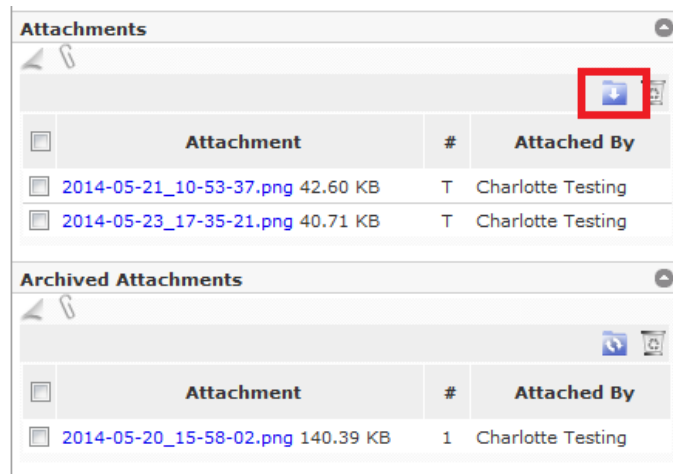 Attachments
Attachment # Attached By
2014-05-21_10-53-37.png 42.60 KB T Charlotte Testing
2014-05-23_17-35-21.png 40.71 KB T Charlotte Testing
Archived Attachments
Attachment # Attached By
2014-05-20_15-58-02.png 140.39 KB 1 Charlotte Testing